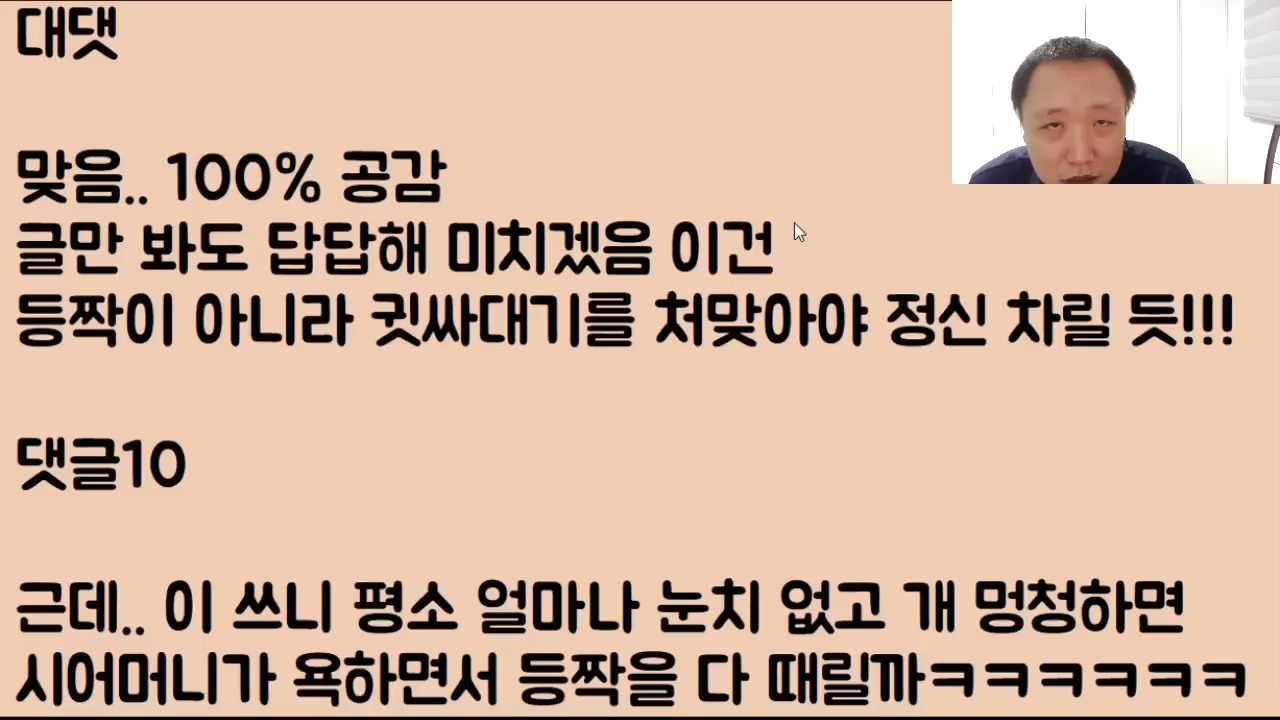 대댓
맞음.. 100% 공감
글만 봐도 답답해 미치겠음 이건
등짝이 아니라 귓싸대기를 처맞아야 정신 차릴 듯!!!
댓글10
근데.. 이 쓰니 평소 얼마나 눈치 없고 개 멍청하면
시어머니가 욕하면서 등짝을 다 때릴까ㅋㅋㅋㅋㅋㅋ